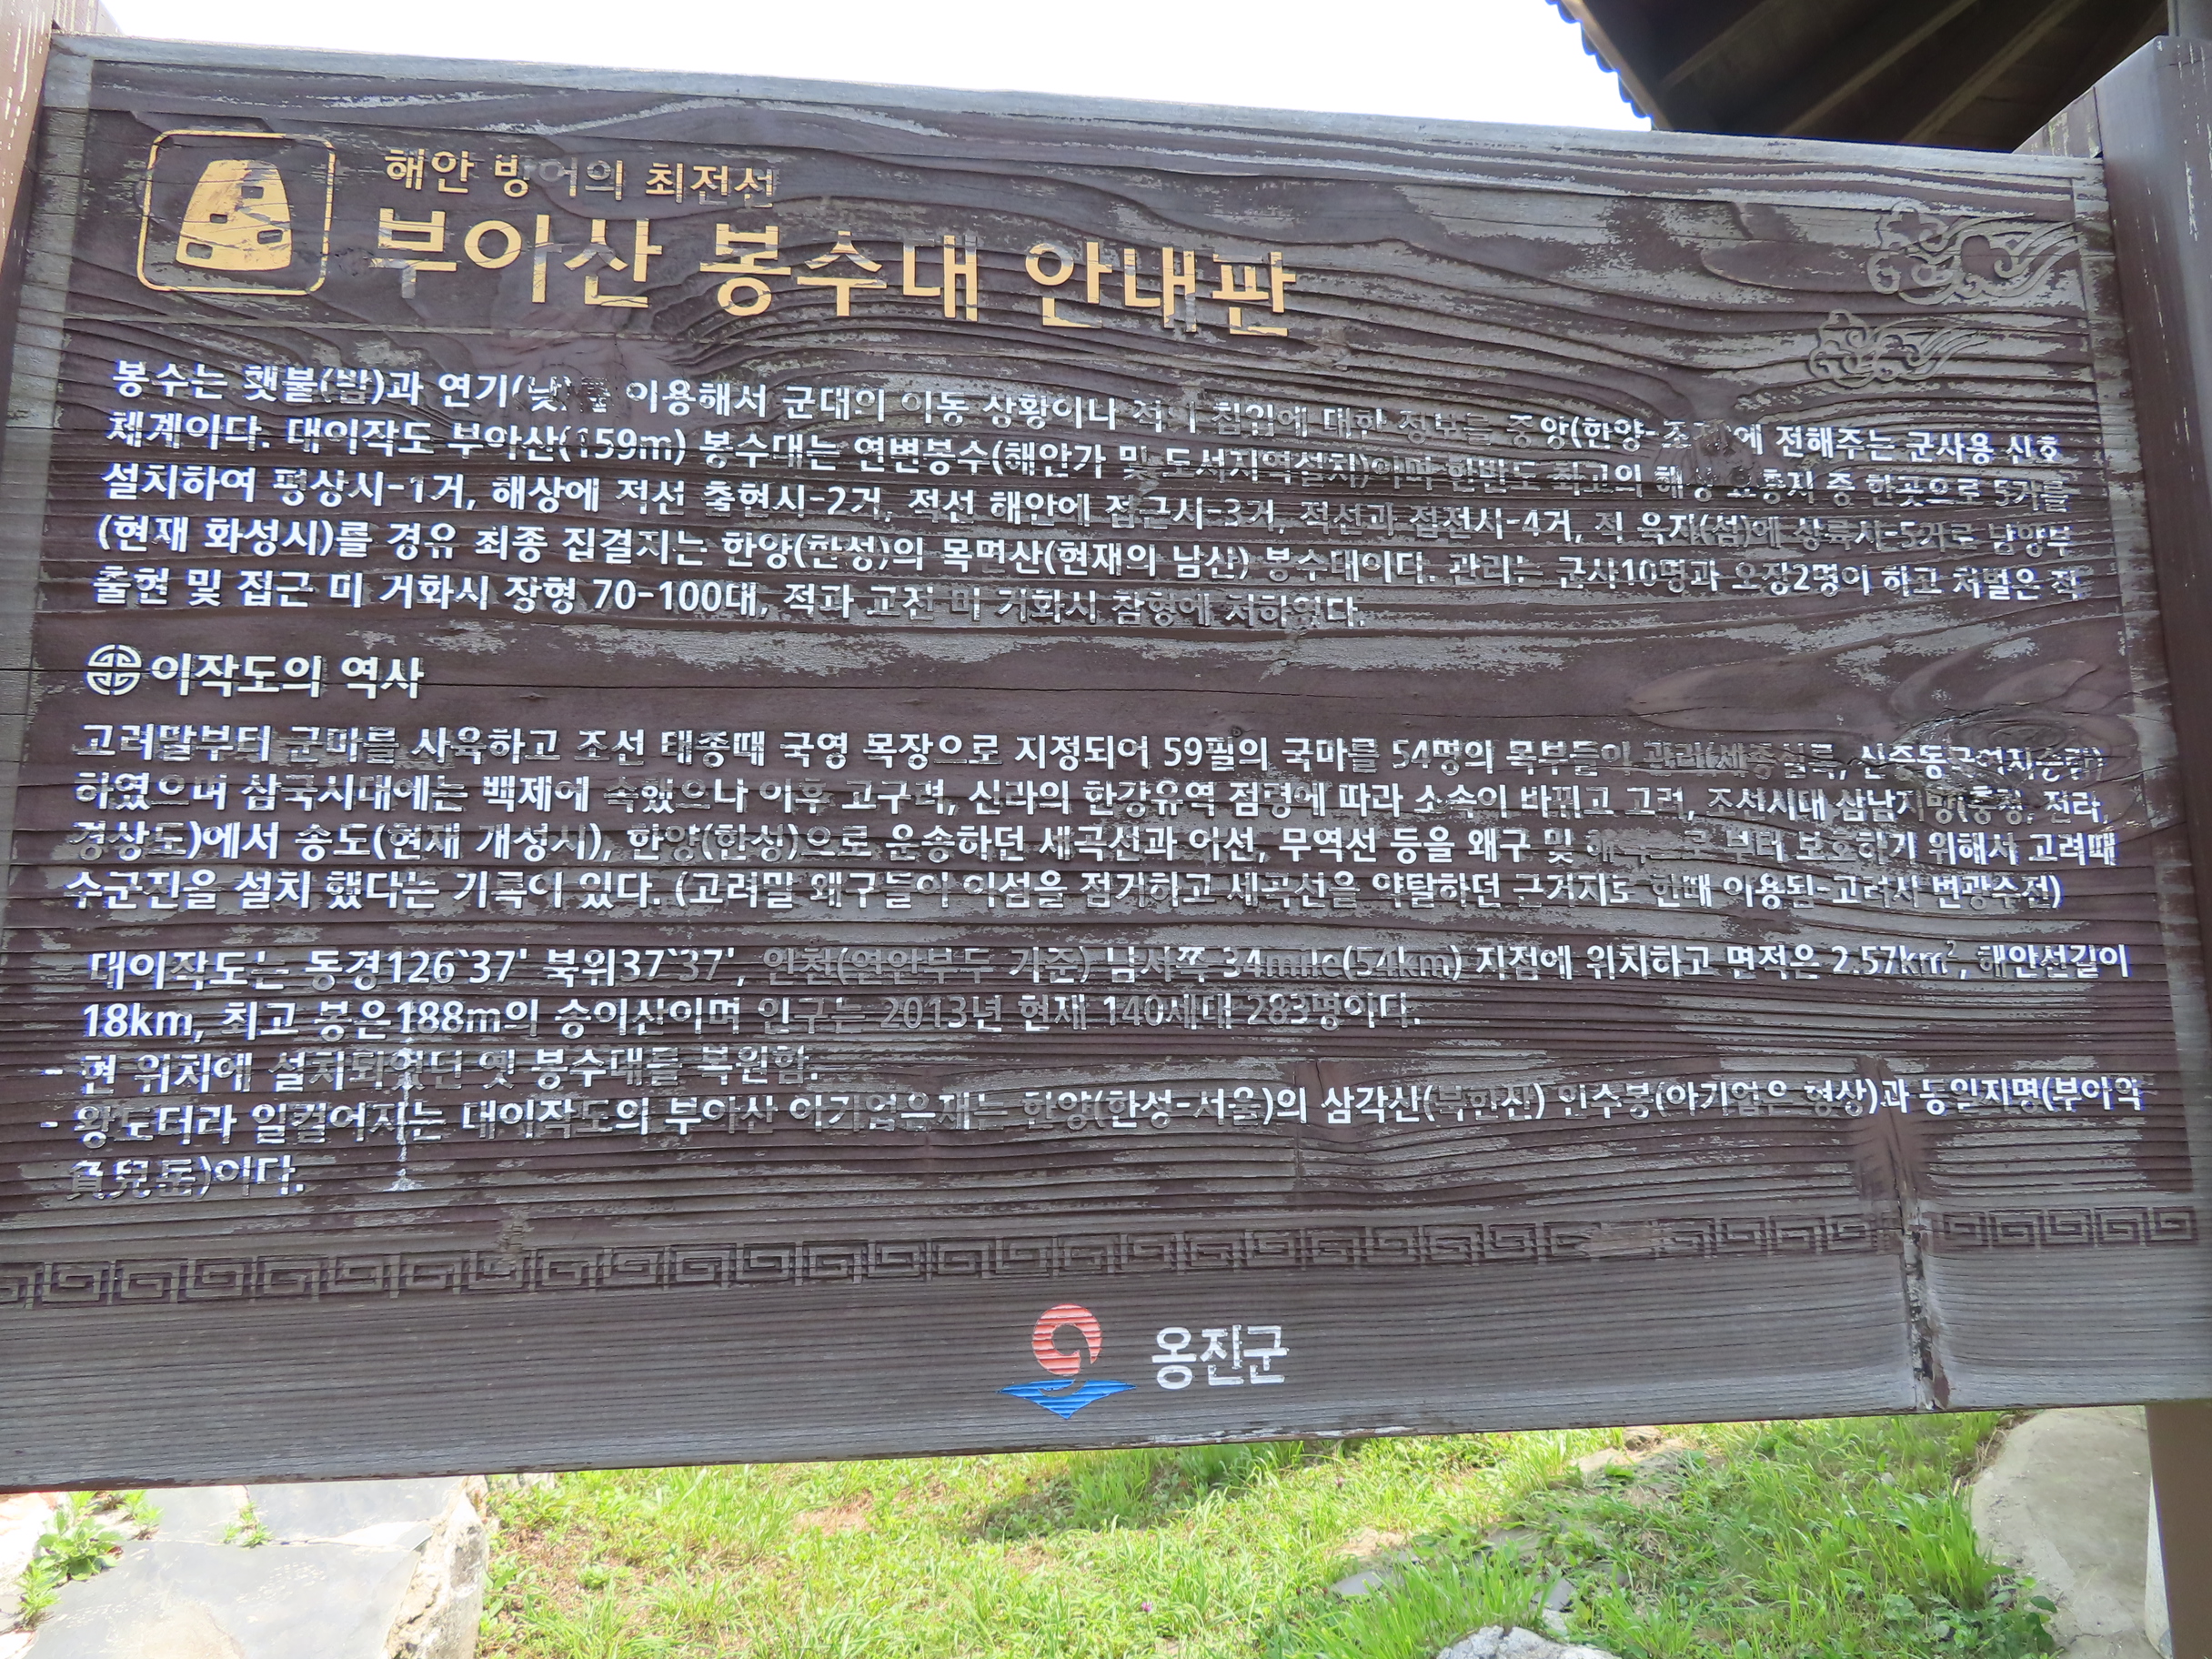 해안 방어의 최전선
부아산 봉수대 안내판
봉수는 횃불(밤)과 연기(낮)를 이용해서 군대의 이동 상황이나 적의 침입에 대한 정보를 중앙(한양-조정)에 전해주는 군사용 신호
체계이다. 대이작도 부아산(159m) 봉수대는 연변봉수(해안가 및 도서지역설치)이며 한반도 최고의 해상 요충지 중 한곳으로 5거를
설치하여 평상시-1거, 해상에 적선 출현시-2거, 적선 해안에 접근시-3거, 적선과 접전시-4거, 적 육지(섬)에 상륙시-5거로 남양부
(현재 화성시)를 경유 최종 집결지는 한양(한성)의 목멱산(현재의 남산) 봉수대이다. 관리는 군사10명과 오장2명이 하고 처벌은 적
출현 및 접근 미 거화시 장형 70-100대, 적과 교전 미 거화시 참형에 처하였다.
이작도의 역사
고려말부터 군마를 사육하고 조선 태종때 국영 목장으로 지정되어 59필의 국마를 54명의 목부들이 관리(세종실록, 신증동국여지승람)
하였으며 삼국시대에는 백제에 속했으나 이후 고구려, 신라의 한강유역 점령에 따라 소속이 바뀌고 고려, 조선시대 삼남지방(충청, 전라,
경상도)에서 송도(현재 개성시), 한양(한성)으로 운송하던 세곡선과 어선, 무역선 등을 왜구 및 부터 보호하기 위해서 고려때
수군진을 설치 했다는 기록이 있다. (고려말 왜구들이 이섬을 점거하고 세곡선을 약탈하던 근거지로 한때 이용됨-고려사 변광수전)
대이작도는 동경126`37' 북위37`37', 인천(연안부두 기준) 남서쪽 34mile(54km) 지점에 위치하고 면적은 2.57km², 해안선길이
18km, 최고 봉은188m의 송이산이며 인구는 2013년 현재 140세대 283명이다.
- 현 위치에 설치되었던 옛 봉수대를 복원함.
- 왕도터라 일컬어지는 대이작도의 부아산 아기업은재는 한양(한성-서울)의 삼각산(북한산) 인수봉(아기업은 형상)과 동일지명(부아악
負兒岳)이다.
옹진군